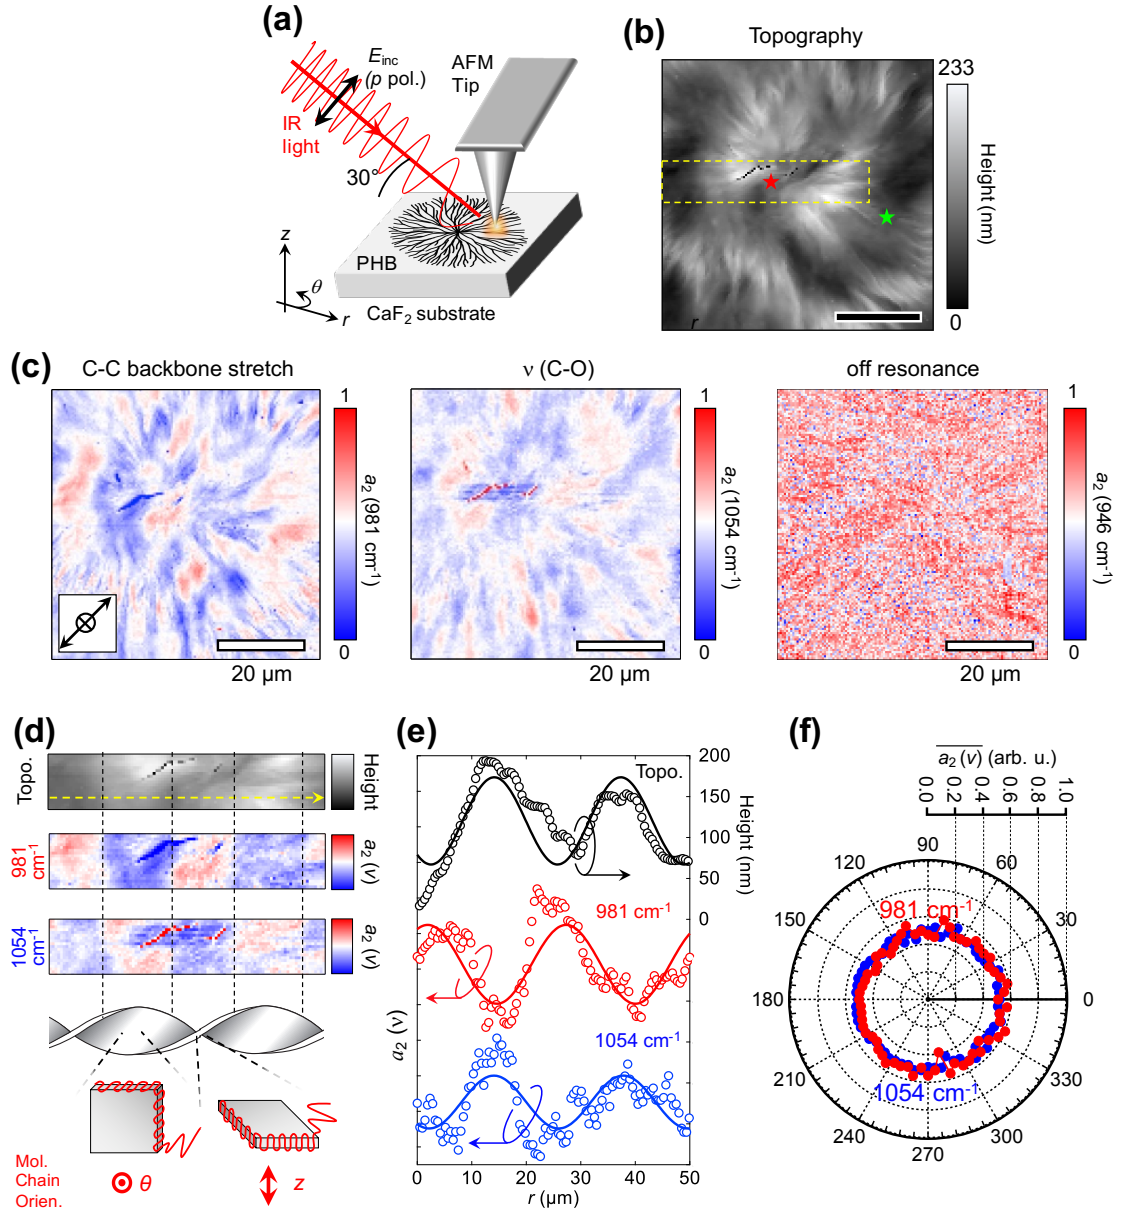 (a)
E_inc
(p pol.)
IR
light
AFM
Tip
30°
z
θ
r
PHB
CaF₂ substrate
(b)
Topography
233
Height (nm)
0
r
(c)
C-C backbone stretch
1
a₂ (981 cm⁻¹)
0
20 µm
ν (C-O)
1
a₂ (1054 cm⁻¹)
0
20 µm
off resonance
1
a₂ (946 cm⁻¹)
0
20 µm
(d)
Topo.
Height
981
cm⁻¹
a₂ (ν)
1054
cm⁻¹
a₂ (ν)
Mol.
Chain
Orien.
θ
z
(e)
Topo.
200
150
100
50
0
Height (nm)
981 cm⁻¹
1054 cm⁻¹
a₂ (ν)
0 10 20 30 40 50
r (µm)
(f)
a₂ (ν) (arb. u.)
0.0 0.2 0.4 0.6 0.8 1.0
90
120
60
150
30
180
0
210
330
240
300
270
981 cm⁻¹
1054 cm⁻¹